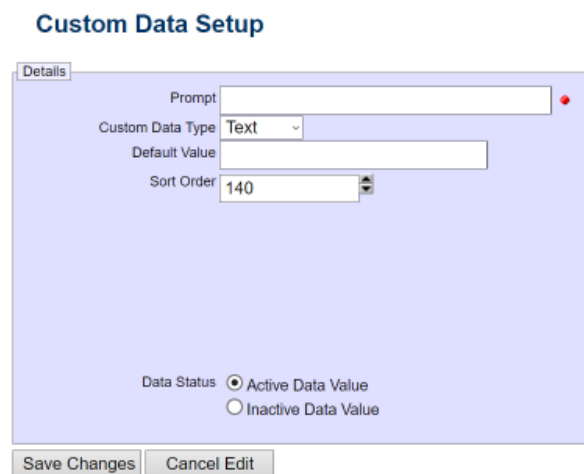 Custom Data Setup
Details
Prompt
Custom Data Type Text
Default Value
Sort Order 140
Data Status Active Data Value
Inactive Data Value
Save Changes Cancel Edit